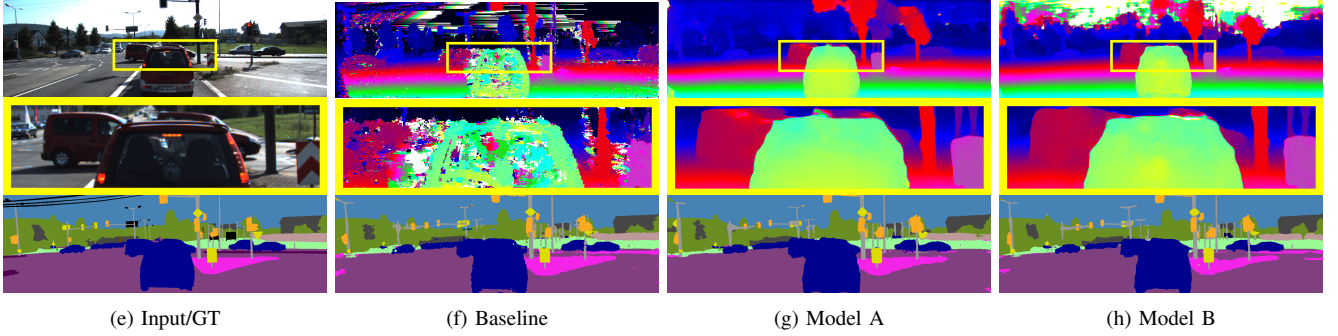 (e) Input/GT
(f) Baseline
(g) Model A
(h) Model B